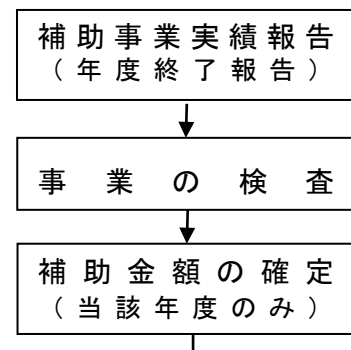 補助事業実績報告
（年度終了報告）
事業の検査
補助金額の確定
（当該年度のみ）